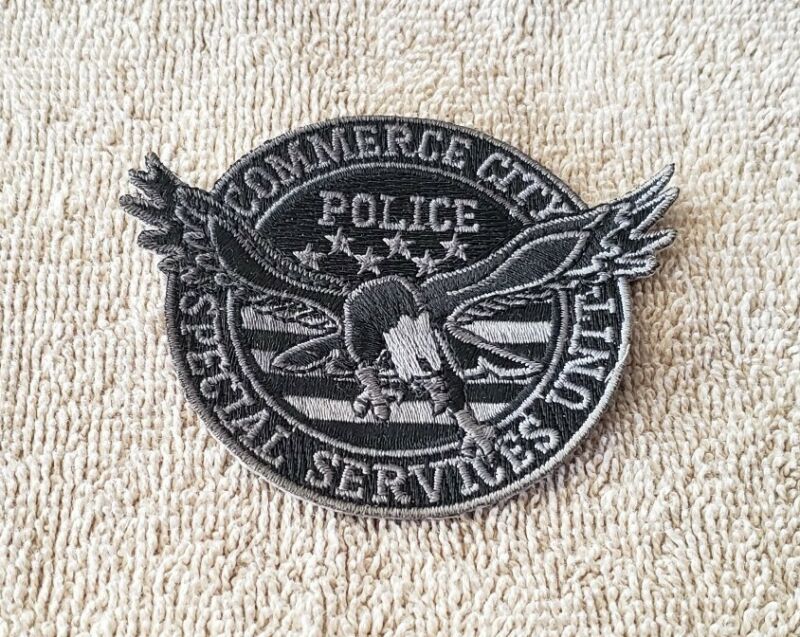 COMMERCE CITY
POLICE
SPECIAL SERVICES UNIT